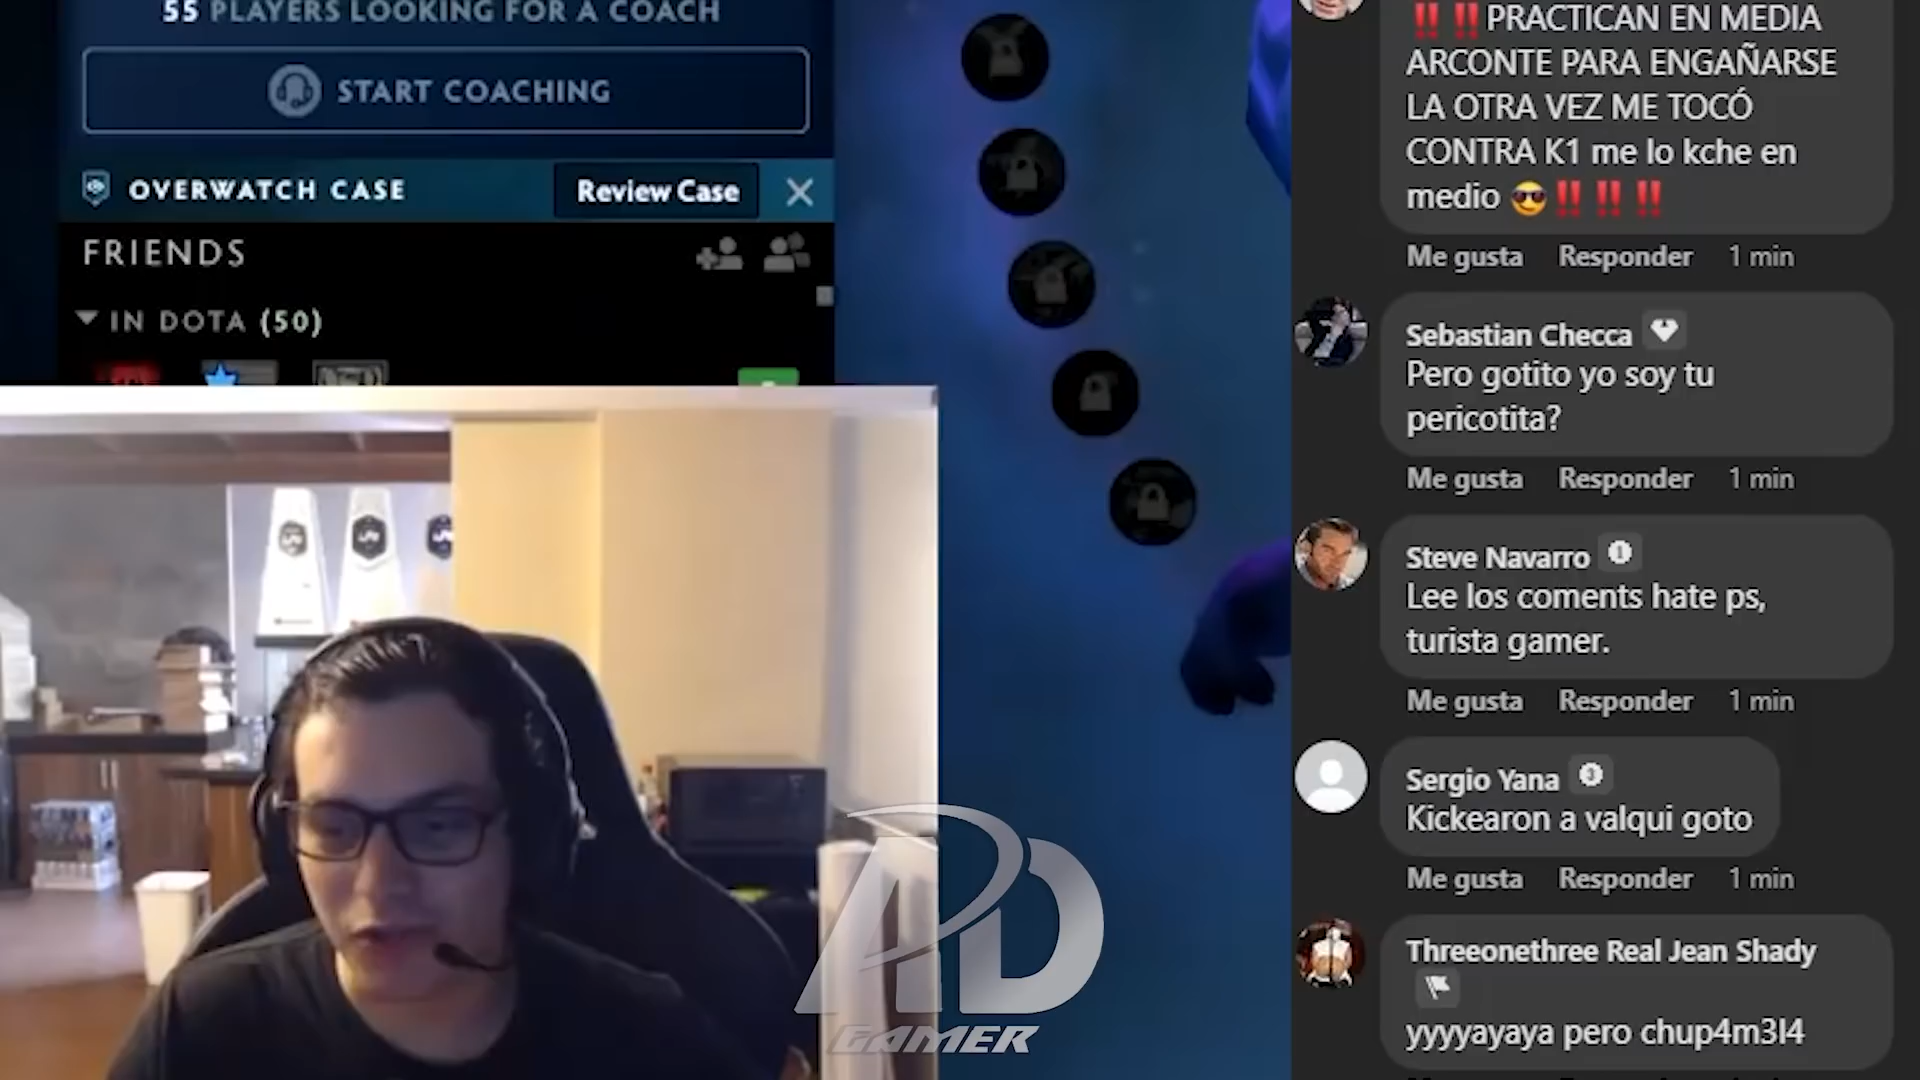 55 PLAYERS LOOKING FOR A COACH
START COACHING
OVERWATCH CASE
Review Case
FRIENDS
IN DOTA (50)
AD
GAMER
‼️ ‼️PRACTICAN EN MEDIA
ARCONTE PARA ENGAÑARSE
LA OTRA VEZ ME TOCÓ
CONTRA K1 me lo kche en
medio 😎‼️ ‼️ ‼️
Me gusta Responder 1 min
Sebastian Checca
Pero gotito yo soy tu
pericotita?
Me gusta Responder 1 min
Steve Navarro
Lee los coments hate ps,
turista gamer.
Me gusta Responder 1 min
Sergio Yana
Kickearon a valqui goto
Me gusta Responder 1 min
Threeonethree Real Jean Shady
yyyyayaya pero chup4m3l4